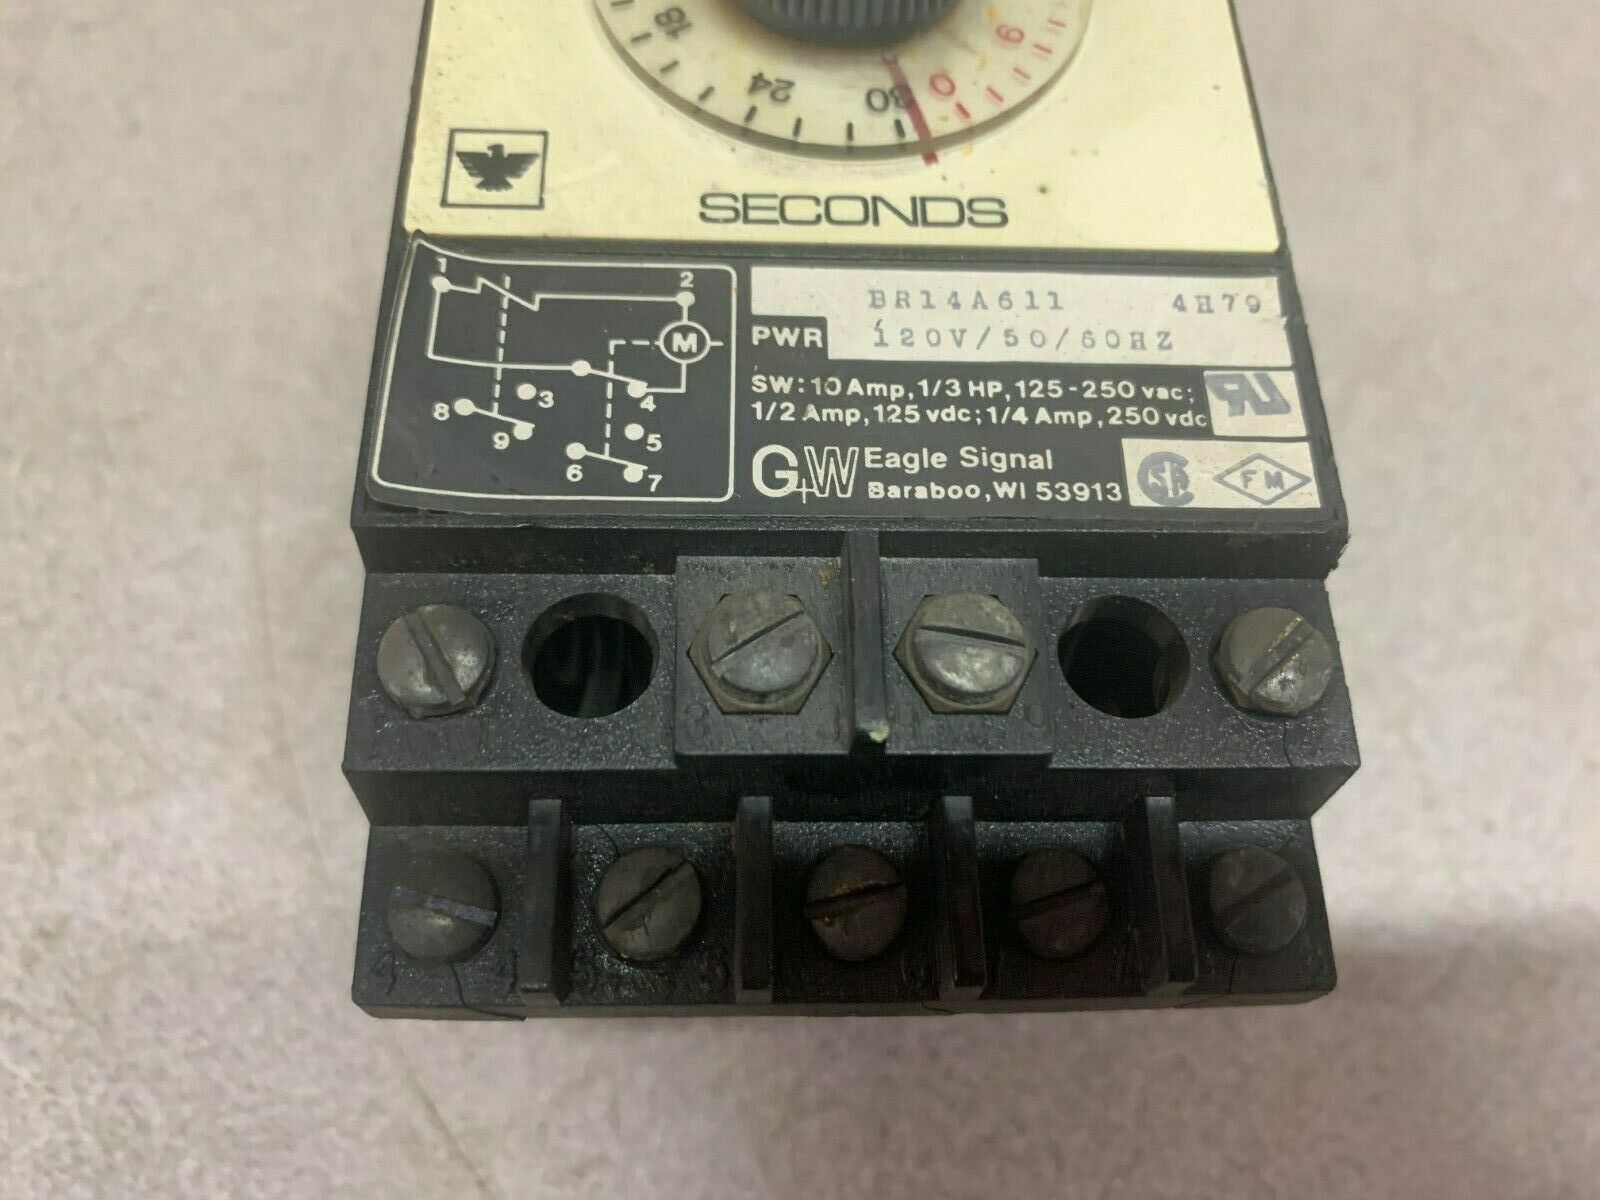 18
24
30
0
6
SECONDS
1
2
M
3
4
8
9
5
6
7
BR14A611 4H79
PWR 120V/50/60HZ
SW: 10 Amp, 1/3 HP, 125-250 vac;
1/2 Amp, 125 vdc; 1/4 Amp, 250 vdc
G+W Eagle Signal
Baraboo, WI 53913
FM